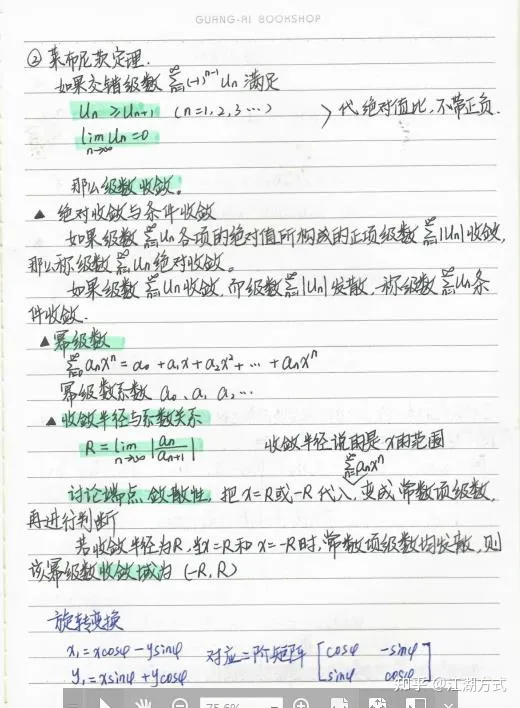 GUANG-AI BOOKSHOP
② 莱布尼茨定理.
如果交错级数 $\sum_{n=1}^{\infty}(-1)^{n-1}u_n$ 满足
$u_n \geq u_{n+1}$ (n=1,2,3…) 〉代绝对值比,不带正负.
$\lim_{n\to\infty} u_n=0$
那么级数收敛。
▲ 绝对收敛与条件收敛
如果级数 $\sum_{n=1}^{\infty}u_n$ 各项的绝对值所构成的正项级数 $\sum_{n=1}^{\infty}|u_n|$ 收敛,
那么称级数 $\sum_{n=1}^{\infty}u_n$ 绝对收敛。
如果级数 $\sum_{n=1}^{\infty}u_n$ 收敛,而级数 $\sum_{n=1}^{\infty}|u_n|$ 发散,称级数 $\sum_{n=1}^{\infty}u_n$ 条
件收敛.
▲ 幂级数
$\sum_{n=0}^{\infty}a_nx^n=a_0+a_1x+a_2x^2+\cdots+a_nx^n$
幂级数系数 $a_0、a_1、a_2\cdots$
▲ 收敛半径与系数关系
$R=\lim_{n\to\infty}\left|\frac{a_n}{a_{n+1}}\right|$ 收敛半径说的是x的范围
$\sum_{n=0}^{\infty}a_nx^n$
讨论端点敛散性,把x=R或-R代入,变成常数项级数,
再进行判断
若收敛半径为R,当x=R和x=-R时,常数项级数均发散,则
该幂级数收敛域为(-R,R)
旋转变换
$x_1=x\cos\varphi-y\sin\varphi$ 对应二阶矩阵 $\begin{bmatrix}\cos\varphi & -\sin\varphi\\ \sin\varphi & \cos\varphi\end{bmatrix}$
$y_1=x\sin\varphi+y\cos\varphi$
75.6%
知乎 @江湖方式